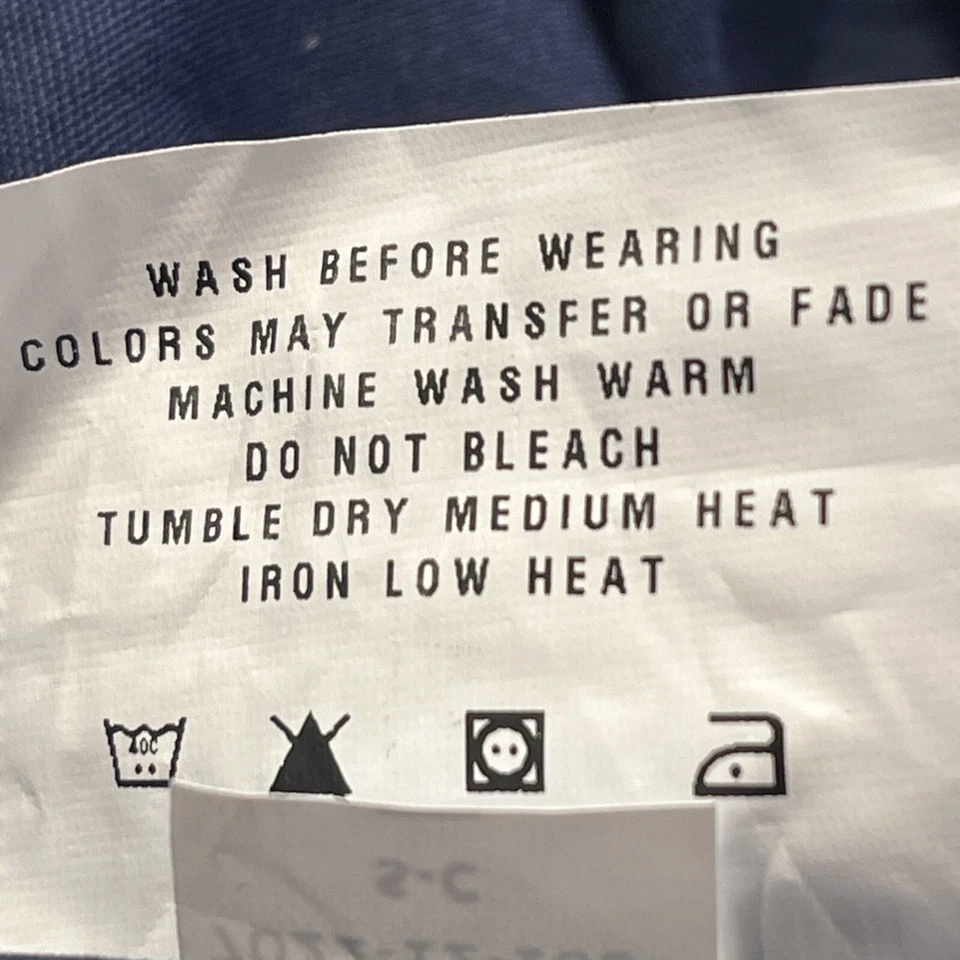 WASH BEFORE WEARING
COLORS MAY TRANSFER OR FADE
MACHINE WASH WARM
DO NOT BLEACH
TUMBLE DRY MEDIUM HEAT
IRON LOW HEAT
S-C